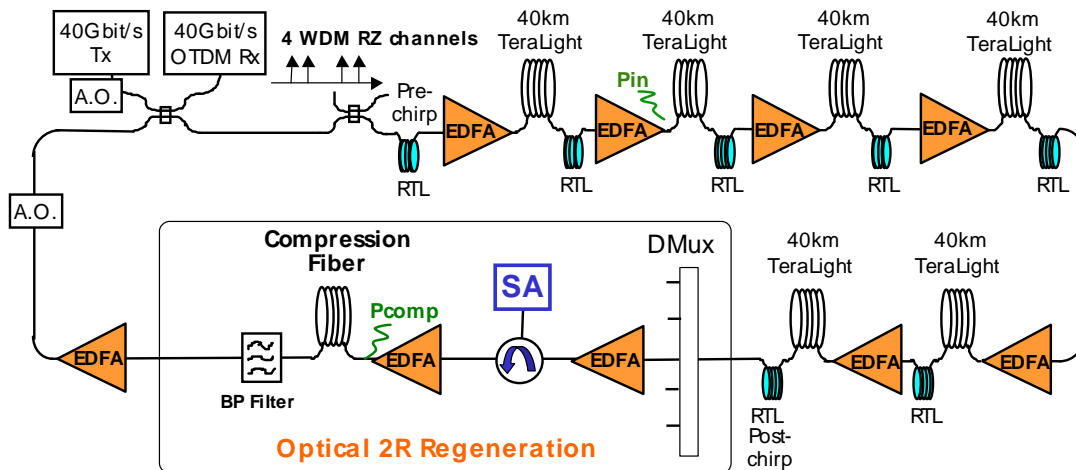 40Gbit/s
Tx
40Gbit/s
OTDM Rx
4 WDM RZ channels
A.O.
Pre-
chirp
RTL
EDFA
40km
TeraLight
RTL
Pin
EDFA
40km
TeraLight
RTL
EDFA
40km
TeraLight
RTL
EDFA
40km
TeraLight
RTL
A.O.
Compression
Fiber
DMux
SA
Pcomp
40km
TeraLight
40km
TeraLight
EDFA
BP Filter
EDFA
EDFA
RTL
Post-
chirp
EDFA
RTL
EDFA
Optical 2R Regeneration